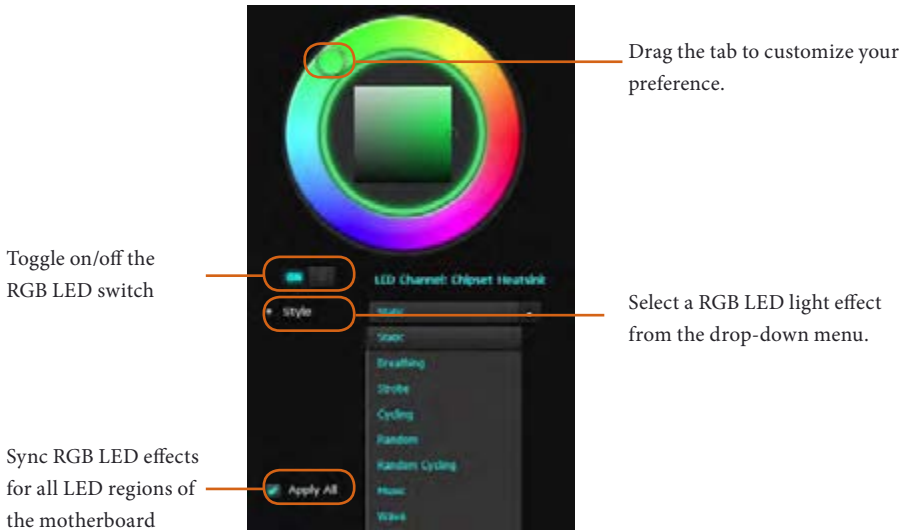 Drag the tab to customize your
preference.
Toggle on/off the
RGB LED switch
ON
LED Channel: Chipset Heatsink
Style
Static
Select a RGB LED light effect
from the drop-down menu.
Static
Breathing
Strobe
Cycling
Random
Random Cycling
Music
Wave
Sync RGB LED effects
for all LED regions of
the motherboard
Apply All